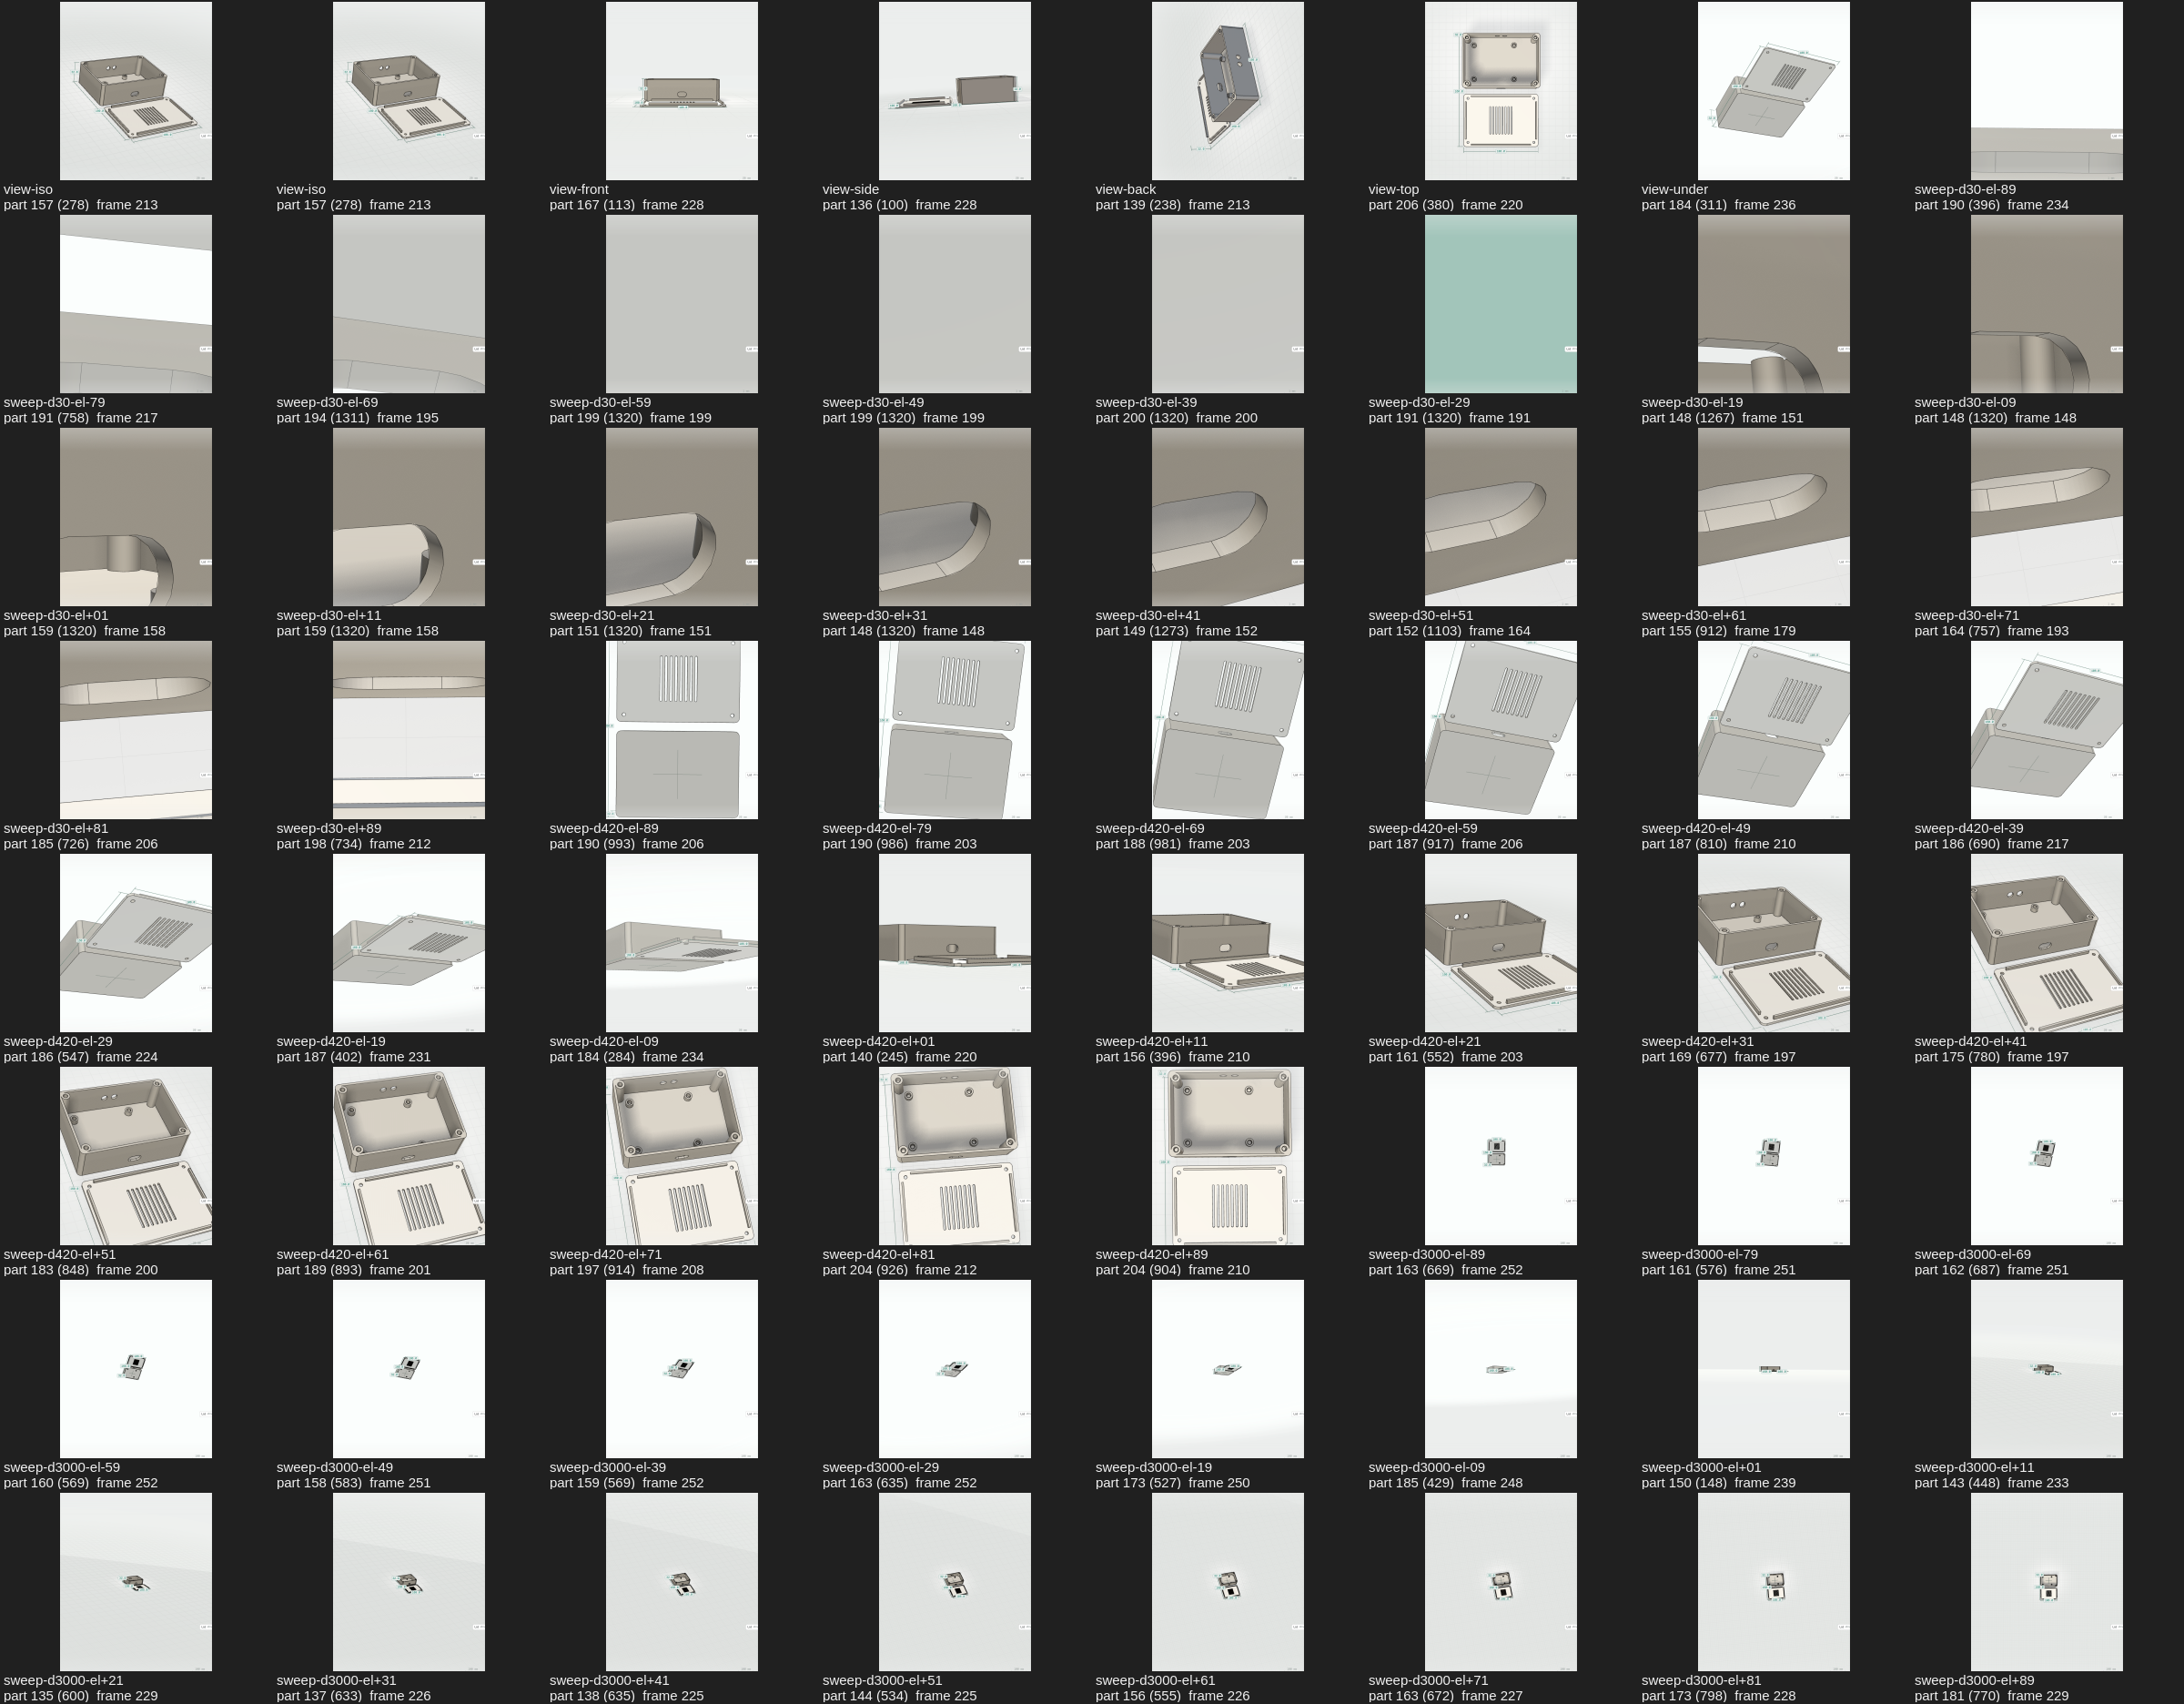 view-iso
part 157 (278)  frame 213
view-iso
part 157 (278)  frame 213
view-front
part 167 (113)  frame 228
view-side
part 136 (100)  frame 228
view-back
part 139 (238)  frame 213
view-top
part 206 (380)  frame 220
view-under
part 184 (311)  frame 236
sweep-d30-el-89
part 190 (396)  frame 234
sweep-d30-el-79
part 191 (758)  frame 217
sweep-d30-el-69
part 194 (1311)  frame 195
sweep-d30-el-59
part 199 (1320)  frame 199
sweep-d30-el-49
part 199 (1320)  frame 199
sweep-d30-el-39
part 200 (1320)  frame 200
sweep-d30-el-29
part 191 (1320)  frame 191
sweep-d30-el-19
part 148 (1267)  frame 151
sweep-d30-el-09
part 148 (1320)  frame 148
sweep-d30-el+01
part 159 (1320)  frame 158
sweep-d30-el+11
part 159 (1320)  frame 158
sweep-d30-el+21
part 151 (1320)  frame 151
sweep-d30-el+31
part 148 (1320)  frame 148
sweep-d30-el+41
part 149 (1273)  frame 152
sweep-d30-el+51
part 152 (1103)  frame 164
sweep-d30-el+61
part 155 (912)  frame 179
sweep-d30-el+71
part 164 (757)  frame 193
sweep-d30-el+81
part 185 (726)  frame 206
sweep-d30-el+89
part 198 (734)  frame 212
sweep-d420-el-89
part 190 (993)  frame 206
sweep-d420-el-79
part 190 (986)  frame 203
sweep-d420-el-69
part 188 (981)  frame 203
sweep-d420-el-59
part 187 (917)  frame 206
sweep-d420-el-49
part 187 (810)  frame 210
sweep-d420-el-39
part 186 (690)  frame 217
sweep-d420-el-29
part 186 (547)  frame 224
sweep-d420-el-19
part 187 (402)  frame 231
sweep-d420-el-09
part 184 (284)  frame 234
sweep-d420-el+01
part 140 (245)  frame 220
sweep-d420-el+11
part 156 (396)  frame 210
sweep-d420-el+21
part 161 (552)  frame 203
sweep-d420-el+31
part 169 (677)  frame 197
sweep-d420-el+41
part 175 (780)  frame 197
sweep-d420-el+51
part 183 (848)  frame 200
sweep-d420-el+61
part 189 (893)  frame 201
sweep-d420-el+71
part 197 (914)  frame 208
sweep-d420-el+81
part 204 (926)  frame 212
sweep-d420-el+89
part 204 (904)  frame 210
sweep-d3000-el-89
part 163 (669)  frame 252
sweep-d3000-el-79
part 161 (576)  frame 251
sweep-d3000-el-69
part 162 (687)  frame 251
sweep-d3000-el-59
part 160 (569)  frame 252
sweep-d3000-el-49
part 158 (583)  frame 251
sweep-d3000-el-39
part 159 (569)  frame 252
sweep-d3000-el-29
part 163 (635)  frame 252
sweep-d3000-el-19
part 173 (527)  frame 250
sweep-d3000-el-09
part 185 (429)  frame 248
sweep-d3000-el+01
part 150 (148)  frame 239
sweep-d3000-el+11
part 143 (448)  frame 233
sweep-d3000-el+21
part 135 (600)  frame 229
sweep-d3000-el+31
part 137 (633)  frame 226
sweep-d3000-el+41
part 138 (635)  frame 225
sweep-d3000-el+51
part 144 (534)  frame 225
sweep-d3000-el+61
part 156 (555)  frame 226
sweep-d3000-el+71
part 163 (672)  frame 227
sweep-d3000-el+81
part 173 (798)  frame 228
sweep-d3000-el+89
part 181 (770)  frame 229